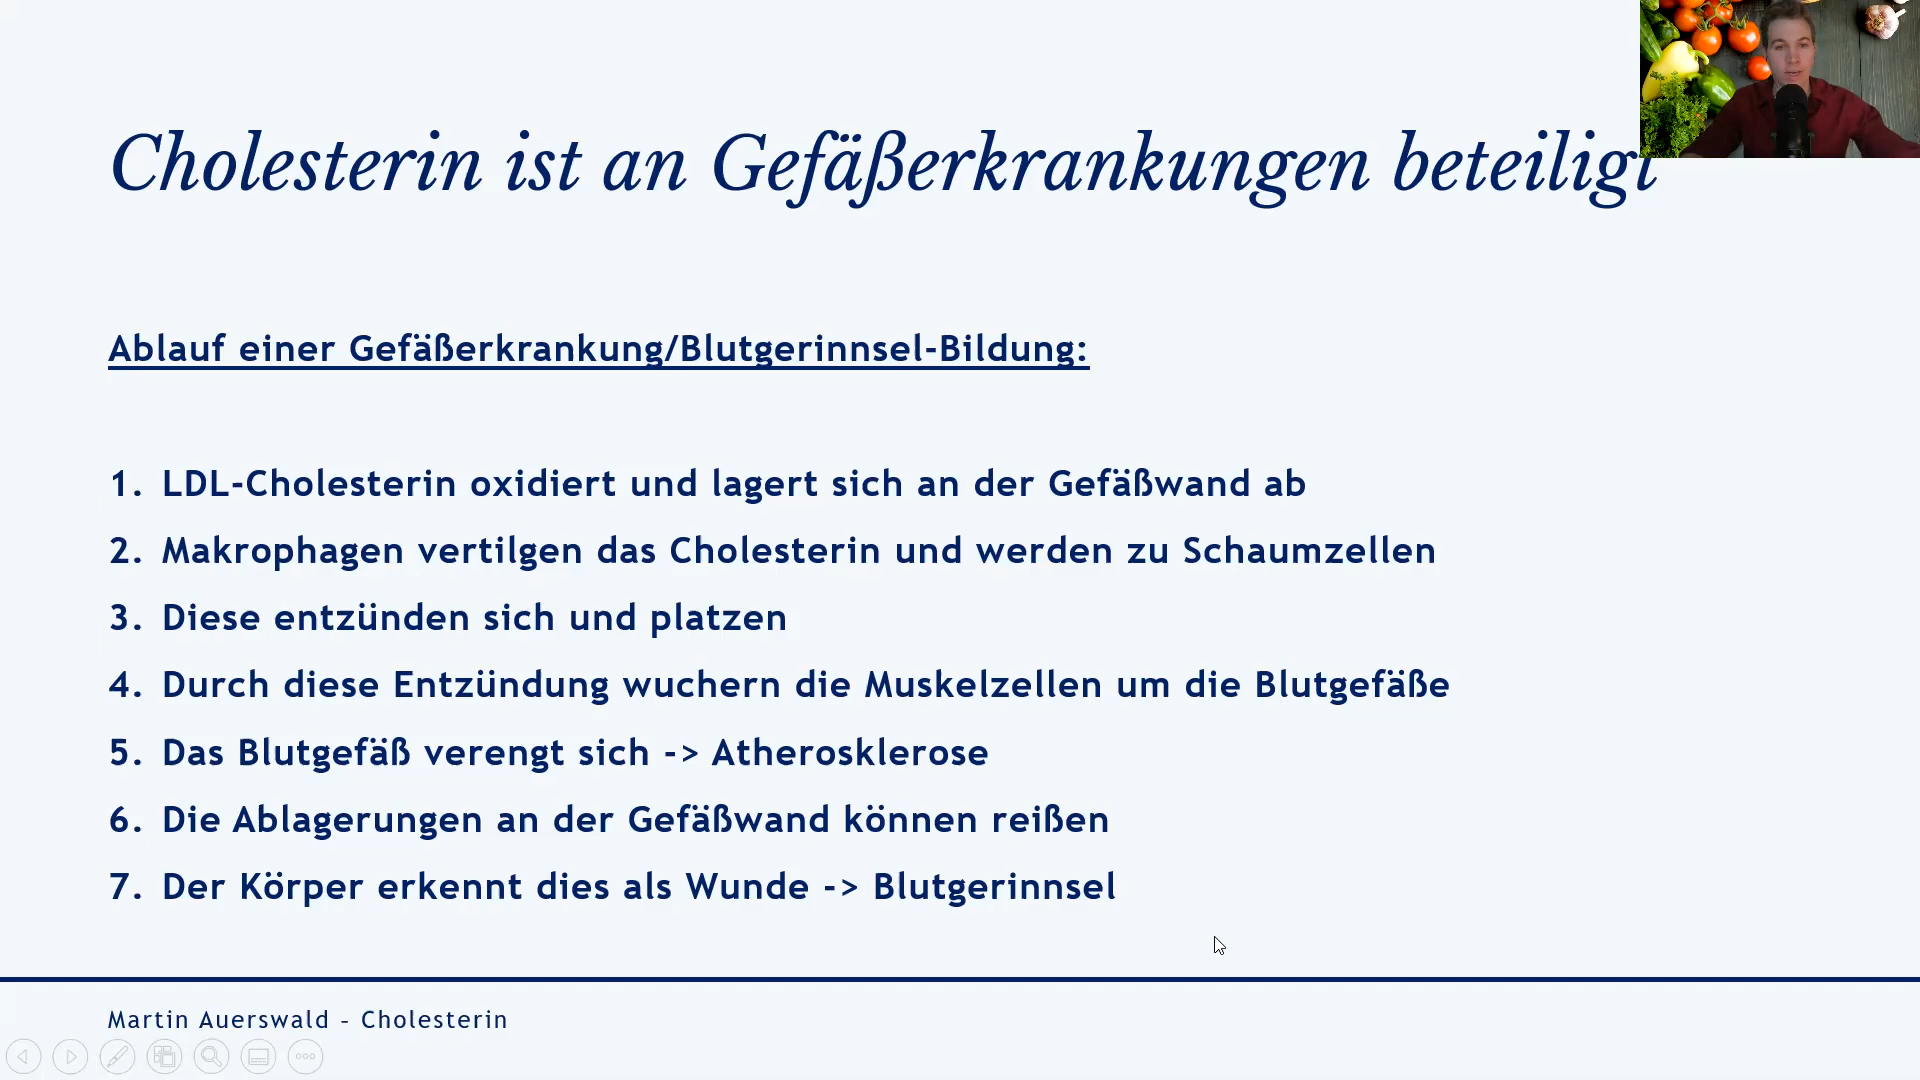 Cholesterin ist an Gefäßerkrankungen beteiligt
Ablauf einer Gefäßerkrankung/Blutgerinnsel-Bildung:
1. LDL-Cholesterin oxidiert und lagert sich an der Gefäßwand ab
2. Makrophagen vertilgen das Cholesterin und werden zu Schaumzellen
3. Diese entzünden sich und platzen
4. Durch diese Entzündung wuchern die Muskelzellen um die Blutgefäße
5. Das Blutgefäß verengt sich -> Atherosklerose
6. Die Ablagerungen an der Gefäßwand können reißen
7. Der Körper erkennt dies als Wunde -> Blutgerinnsel
Martin Auerswald – Cholesterin